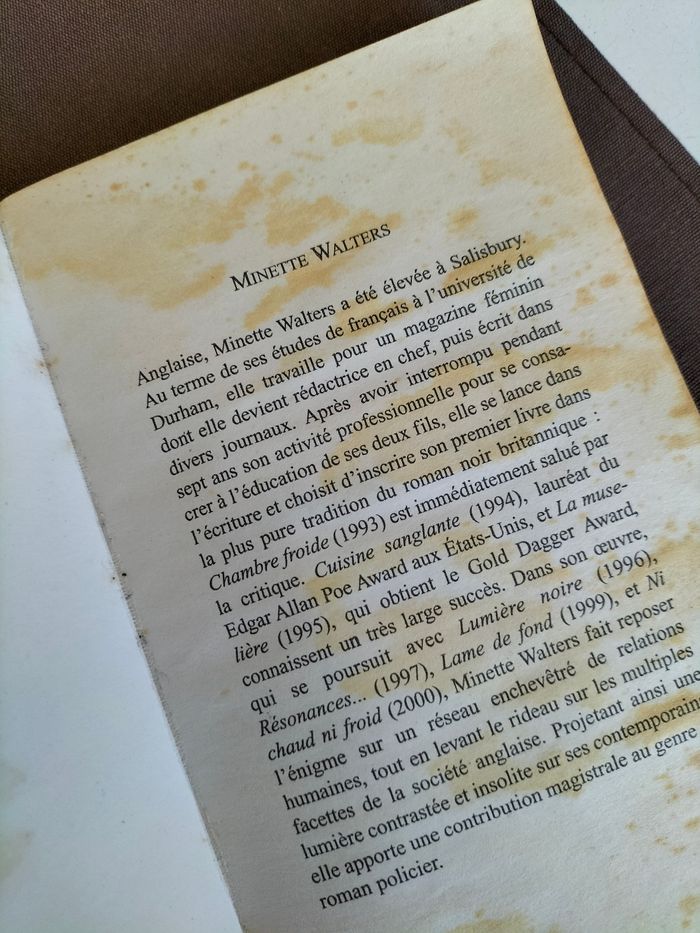 MINETTE WALTERS
Anglaise, Minette Walters a été élevée à Salisbury.
Au terme de ses études de français à l'université de
Durham, elle travaille pour un magazine féminin
dont elle devient rédactrice en chef, puis écrit dans
divers journaux. Après avoir interrompu pendant
sept ans son activité professionnelle pour se consa-
crer à l'éducation de ses deux fils, elle se lance dans
l'écriture et choisit d'inscrire son premier livre dans
la plus pure tradition du roman noir britannique :
Chambre froide (1993) est immédiatement salué par
la critique. Cuisine sanglante (1994), lauréat du
Edgar Allan Poe Award aux États-Unis, et La muse-
lière (1995), qui obtient le Gold Dagger Award,
connaissent un très large succès. Dans son œuvre,
qui se poursuit avec Lumière noire (1996),
Résonances... (1997), Lame de fond (1999), et Ni
chaud ni froid (2000), Minette Walters fait reposer
l'énigme sur un réseau enchevêtré de relations
humaines, tout en levant le rideau sur les multiples
facettes de la société anglaise. Projetant ainsi une
lumière contrastée et insolite sur ses contemporain
elle apporte une contribution magistrale au genre
roman policier.